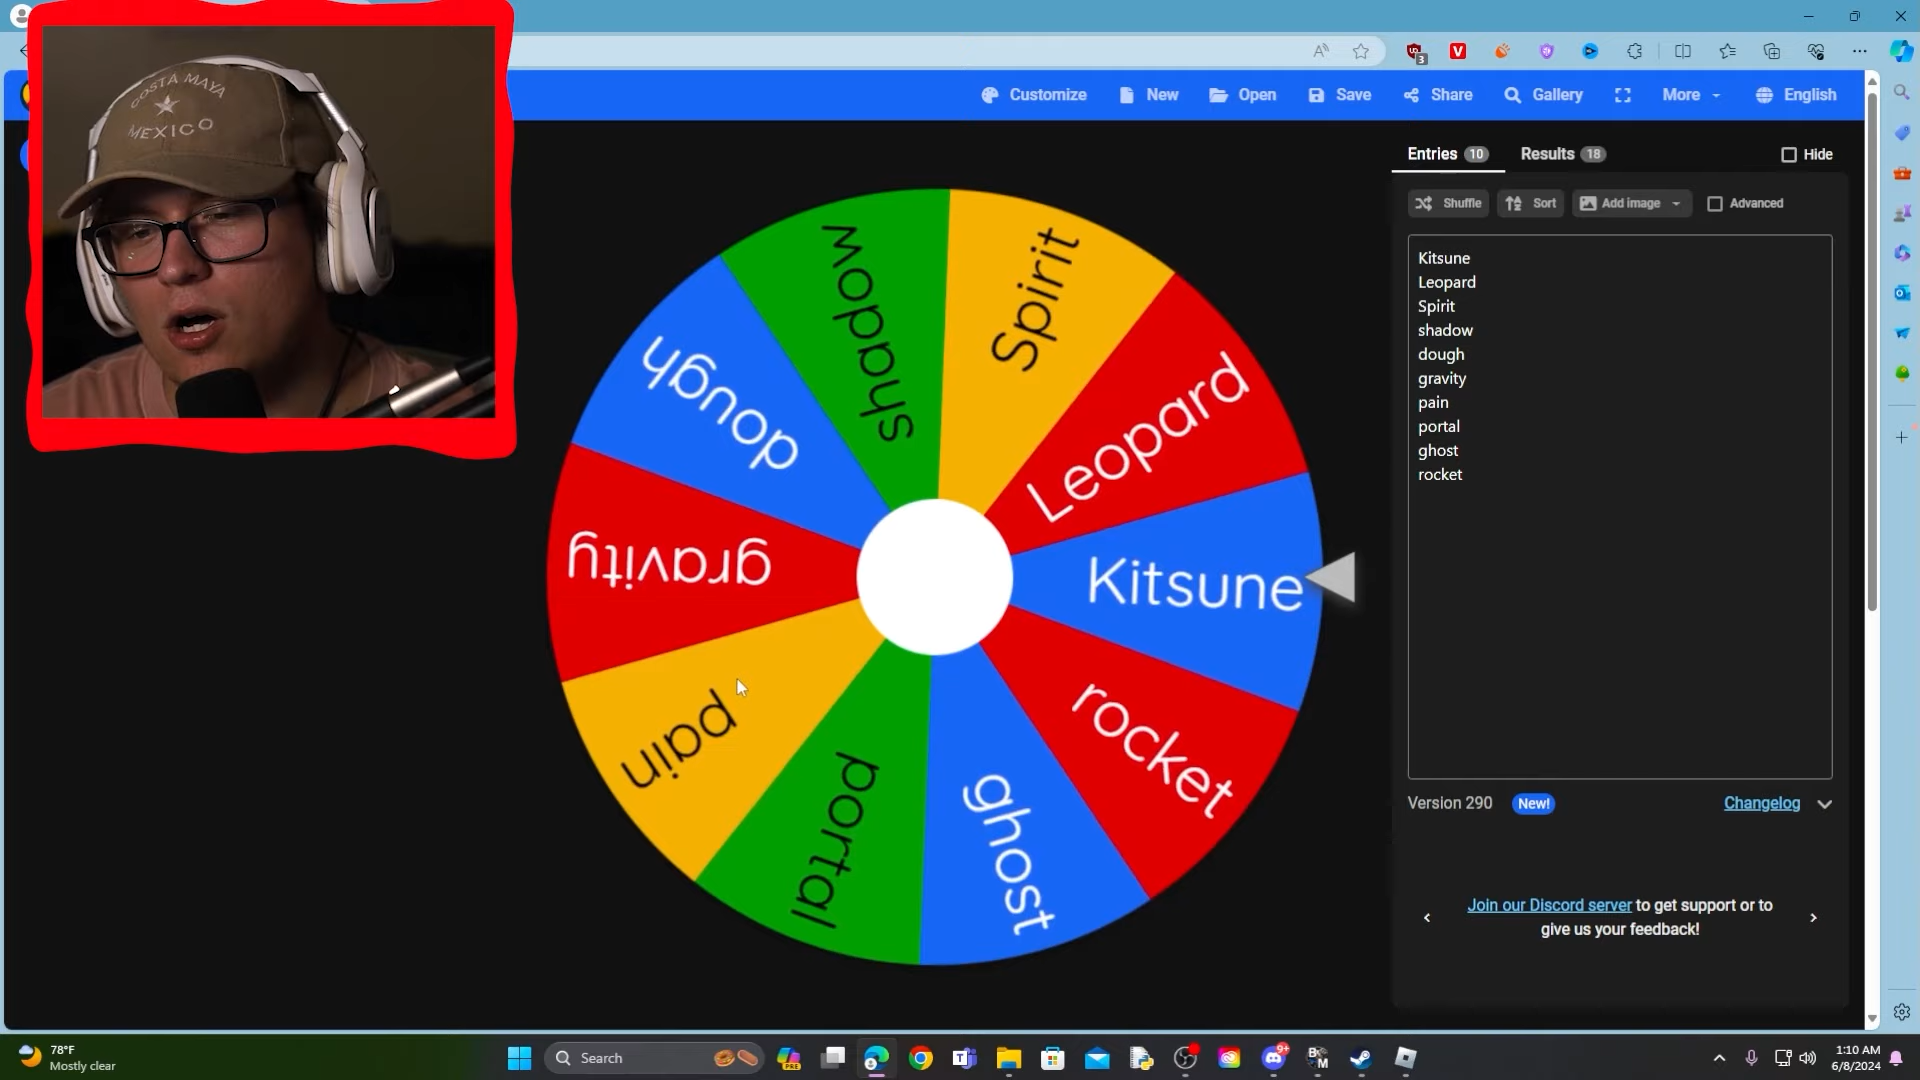 COSTA MAYA
MEXICO
3
Customize
New
Open
Save
Share
Gallery
More
English
Entries 10
Results 18
Hide
Shuffle
Sort
Add image
Advanced
Kitsune
Leopard
Spirit
shadow
dough
gravity
pain
portal
ghost
rocket
Spirit
Leopard
Kitsune
rocket
ghost
portal
pain
gravity
dough
shadow
Version 290
New!
Changelog
Join our Discord server to get support or to
give us your feedback!
78°F
Mostly clear
Search
PRE
9+
1:10 AM
6/8/2024